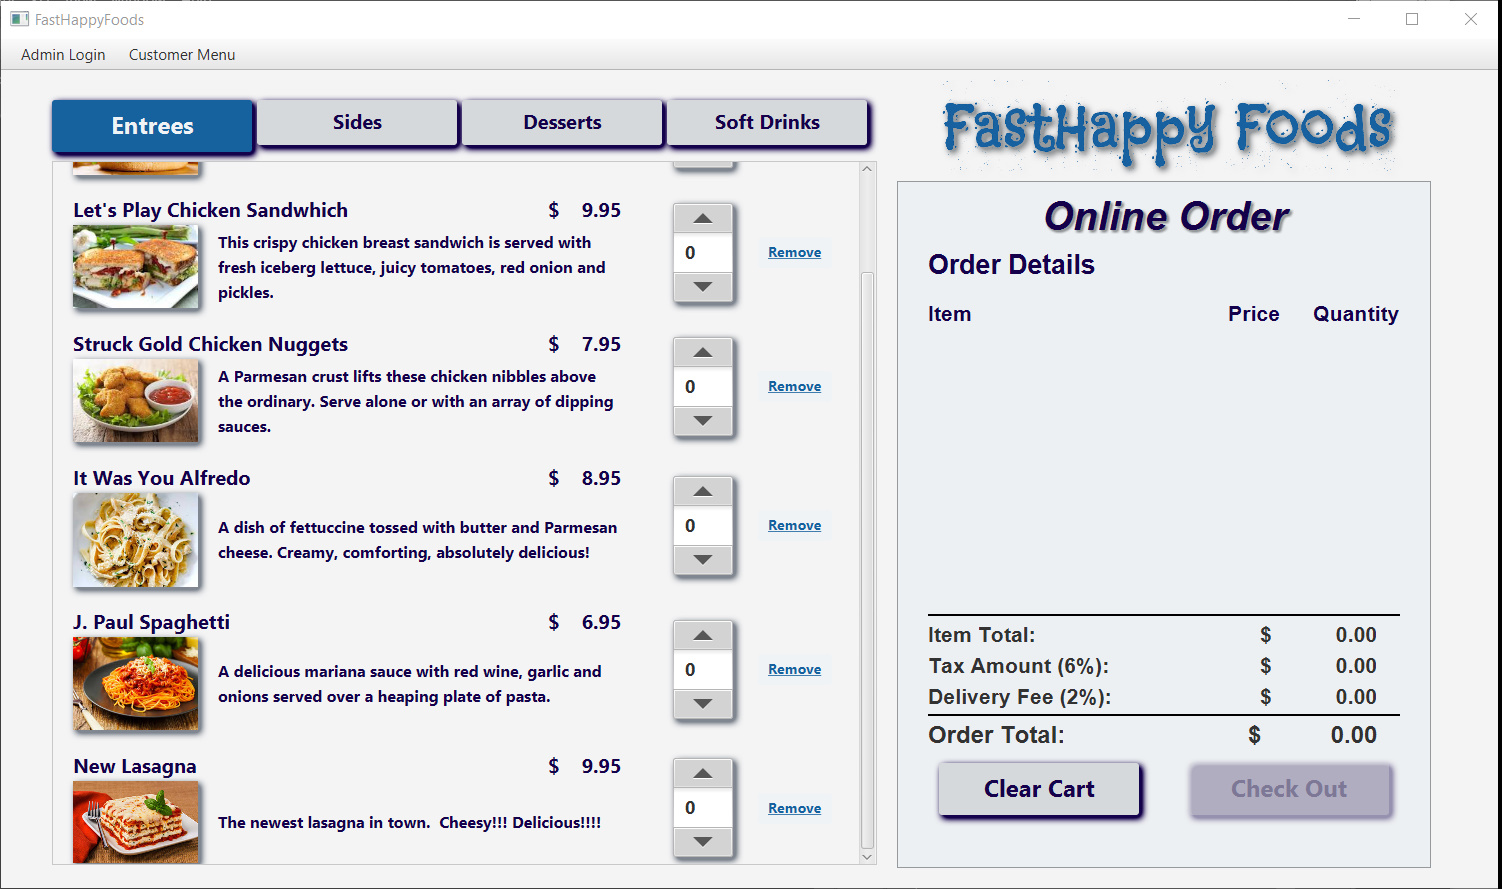 FastHappyFoods
Admin Login Customer Menu
Entrees Sides Desserts Soft Drinks
FastHappy Foods
Let's Play Chicken Sandwhich $ 9.95
This crispy chicken breast sandwich is served with
fresh iceberg lettuce, juicy tomatoes, red onion and
pickles.
0
Remove
Struck Gold Chicken Nuggets $ 7.95
A Parmesan crust lifts these chicken nibbles above
the ordinary. Serve alone or with an array of dipping
sauces.
0
Remove
It Was You Alfredo $ 8.95
A dish of fettuccine tossed with butter and Parmesan
cheese. Creamy, comforting, absolutely delicious!
0
Remove
J. Paul Spaghetti $ 6.95
A delicious mariana sauce with red wine, garlic and
onions served over a heaping plate of pasta.
0
Remove
New Lasagna $ 9.95
The newest lasagna in town.  Cheesy!!! Delicious!!!!
0
Remove
Online Order
Order Details
Item Price Quantity
Item Total: $ 0.00
Tax Amount (6%): $ 0.00
Delivery Fee (2%): $ 0.00
Order Total: $ 0.00
Clear Cart Check Out